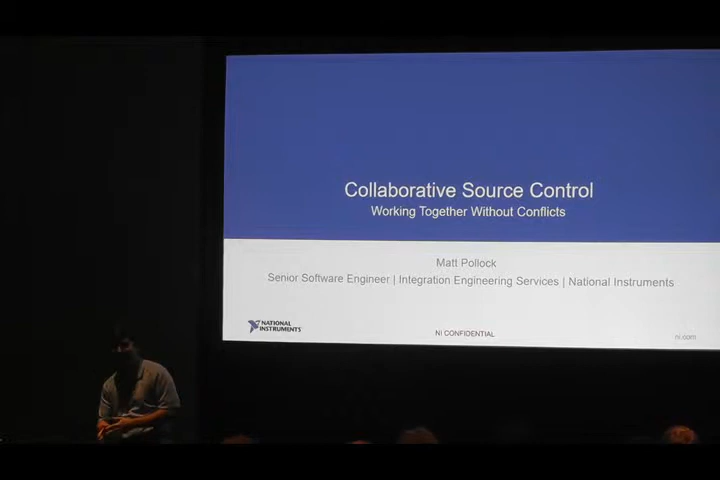 Collaborative Source Control
Working Together Without Conflicts
Matt Pollock
Senior Software Engineer | Integration Engineering Services | National Instruments
NATIONAL
INSTRUMENTS
NI CONFIDENTIAL
ni.com